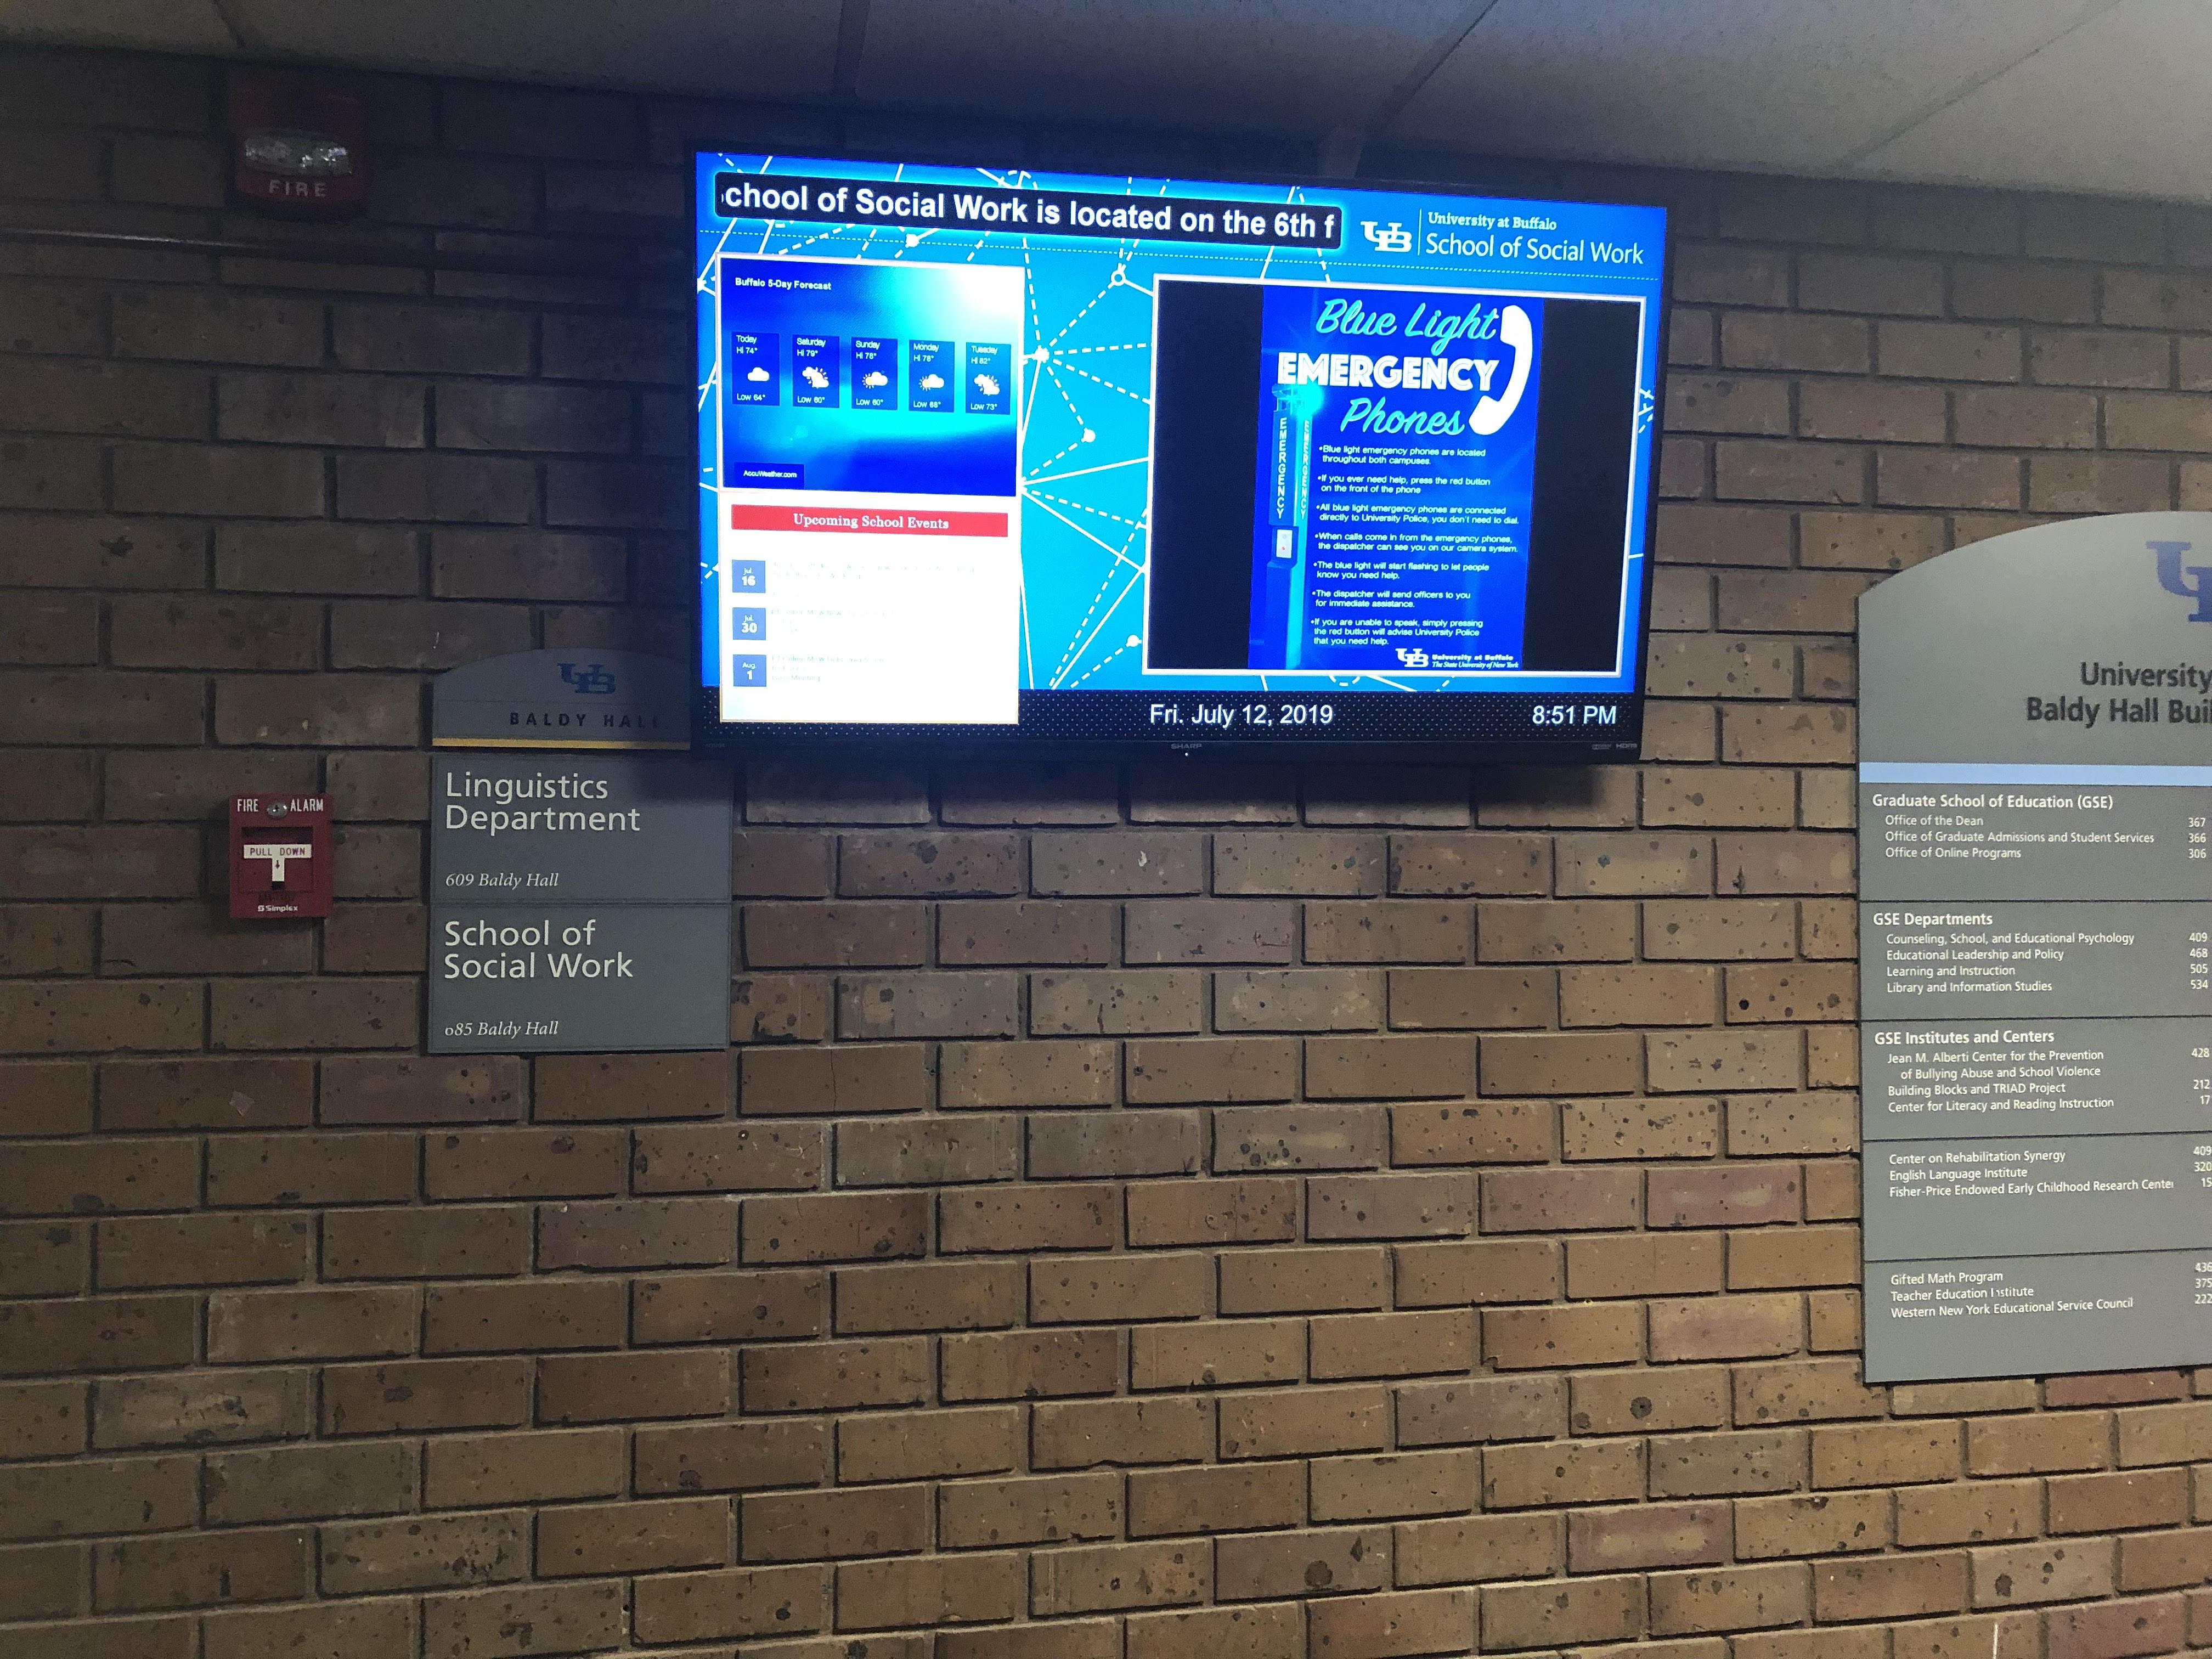 FIRE
chool of Social Work is located on the 6th f
UB
University at Buffalo
School of Social Work
Buffalo 5-Day Forecast
Today
Hi 74°
Low 64°
Saturday
Hi 79°
Low 60°
Sunday
Hi 78°
Low 60°
Monday
Hi 78°
Low 68°
Tuesday
Hi 82°
Low 73°
AccuWeather.com
Upcoming School Events
Jul
16
Jul
30
Aug
1
Blue Light
EMERGENCY
Phones
EMERGENCY
EMERGENCY
•Blue light emergency phones are located
throughout both campuses.
•If you ever need help, press the red button
on the front of the phone
•All blue light emergency phones are connected
directly to University Police, you don't need to dial.
•When calls come in from the emergency phones,
the dispatcher can see you on our camera system.
•The blue light will start flashing to let people
know you need help.
•The dispatcher will send officers to you
for immediate assistance.
•If you are unable to speak, simply pressing
the red button will advise University Police
that you need help.
UB University at Buffalo
The State University of New York
Fri. July 12, 2019
8:51 PM
SHARP
HDMI
UB
BALDY HALL
Linguistics
Department
609 Baldy Hall
School of
Social Work
685 Baldy Hall
FIRE ALARM
PULL DOWN
Simplex
University
Baldy Hall Bui
Graduate School of Education (GSE)
Office of the Dean 367
Office of Graduate Admissions and Student Services 366
Office of Online Programs 306
GSE Departments
Counseling, School, and Educational Psychology 409
Educational Leadership and Policy 468
Learning and Instruction 505
Library and Information Studies 534
GSE Institutes and Centers
Jean M. Alberti Center for the Prevention 428
of Bullying Abuse and School Violence
Building Blocks and TRIAD Project 212
Center for Literacy and Reading Instruction 17
Center on Rehabilitation Synergy 409
English Language Institute 320
Fisher-Price Endowed Early Childhood Research Center 15
Gifted Math Program 436
Teacher Education Institute 375
Western New York Educational Service Council 222